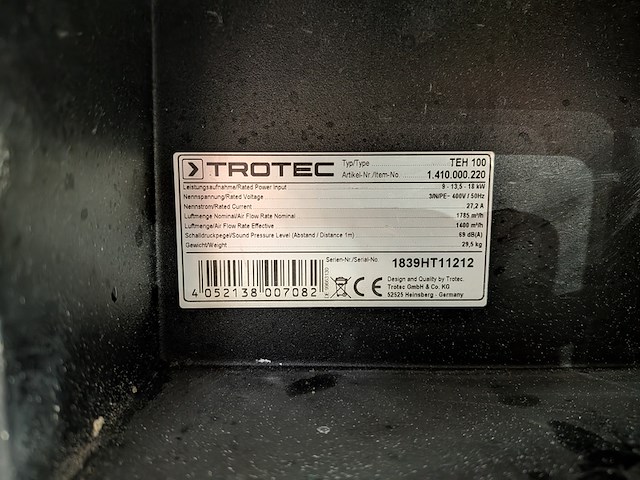 TROTEC Typ/Type TEH 100
Artikel-Nr./Item-No 1.410.000.220
Leistungsaufnahme/Rated Power Input 9 - 13,5 - 18 kW
Nennspannung/Rated Voltage 3/N/PE~ 400V / 50Hz
Nennstrom/Rated Current 27,2 A
Luftmenge Nominal/Air Flow Rate Nominal 1785 m³/h
Luftmenge/Air Flow Rate Effective 1600 m³/h
Schalldruckpegel/Sound Pressure Level (Abstand / Distance 1m) 69 dB(A)
Gewicht/Weight 29,5 kg
Serien-Nr./Serial-No. 1839HT11212
4 052138 007082
CE
Design and Quality by Trotec.
Trotec GmbH & Co. KG
52525 Heinsberg - Germany